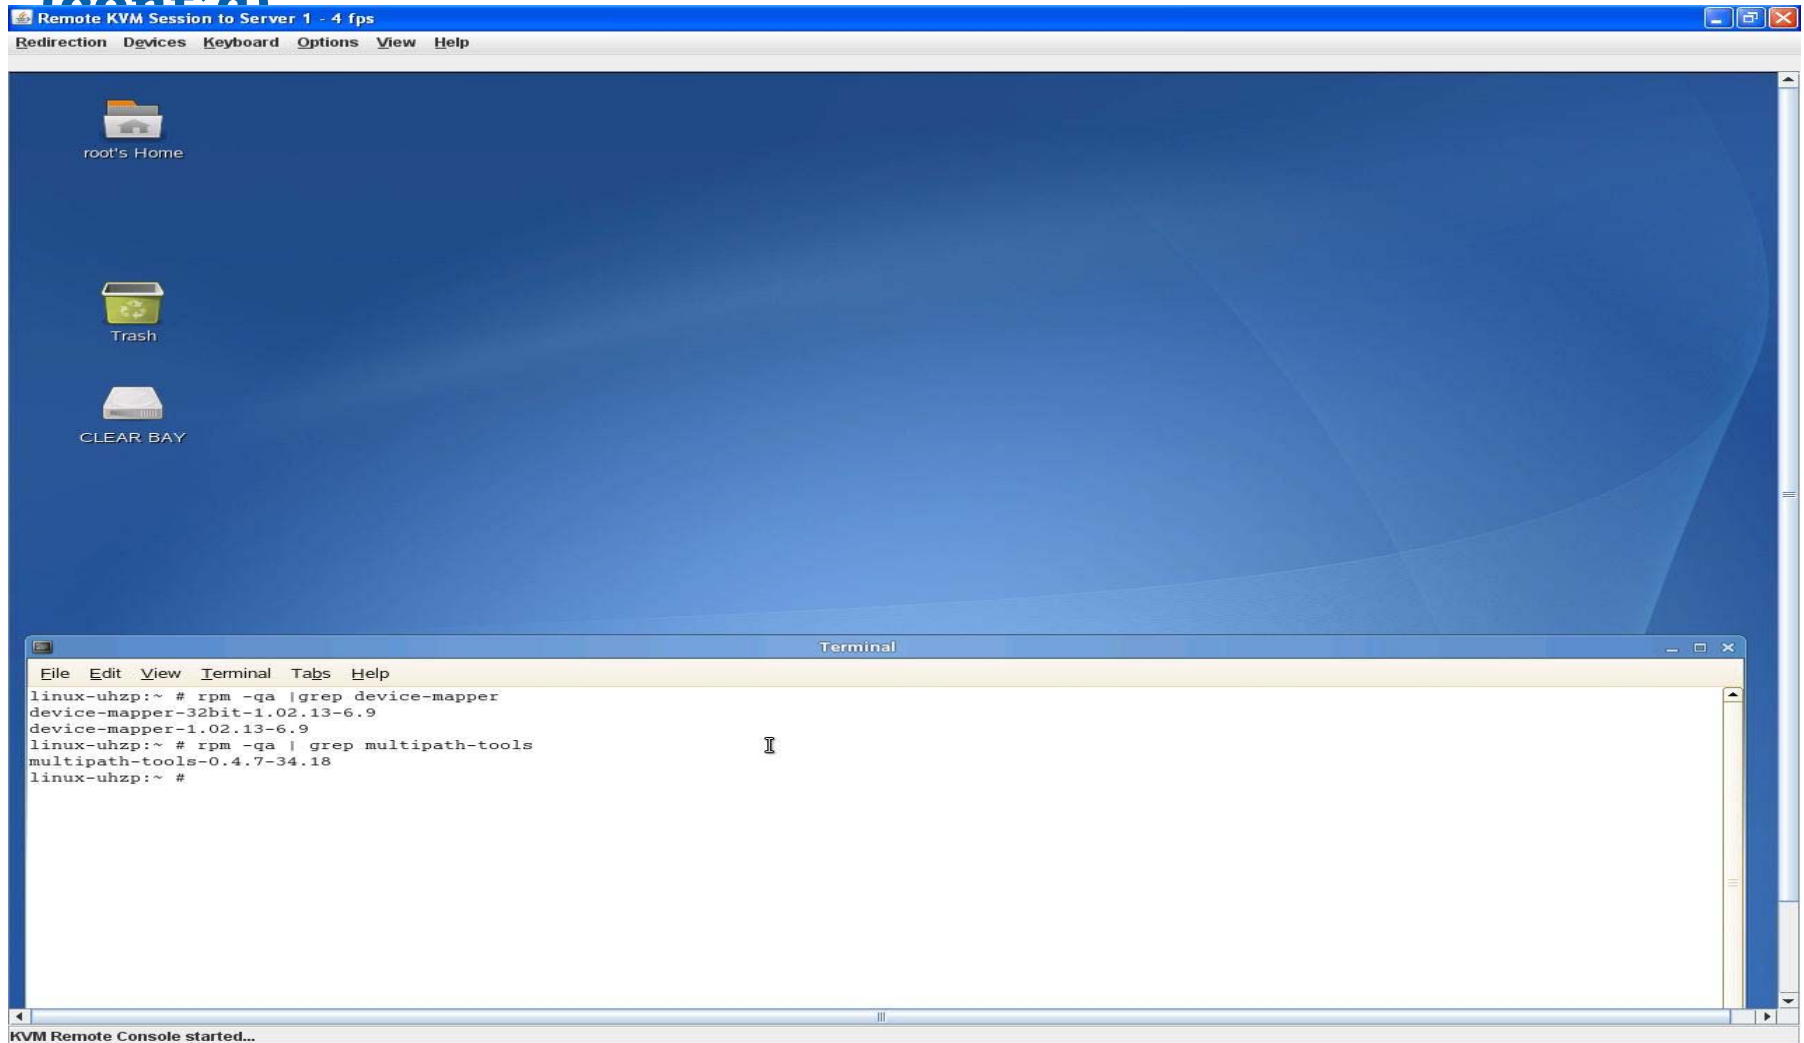 (cont'd)
Remote KVM Session to Server 1 - 4 fps
Redirection Devices Keyboard Options View Help
root's Home
Trash
CLEAR BAY
Terminal
File Edit View Terminal Tabs Help
linux-uhzp:~ # rpm -qa |grep device-mapper
device-mapper-32bit-1.02.13-6.9
device-mapper-1.02.13-6.9
linux-uhzp:~ # rpm -qa | grep multipath-tools
multipath-tools-0.4.7-34.18
linux-uhzp:~ #
KVM Remote Console started...